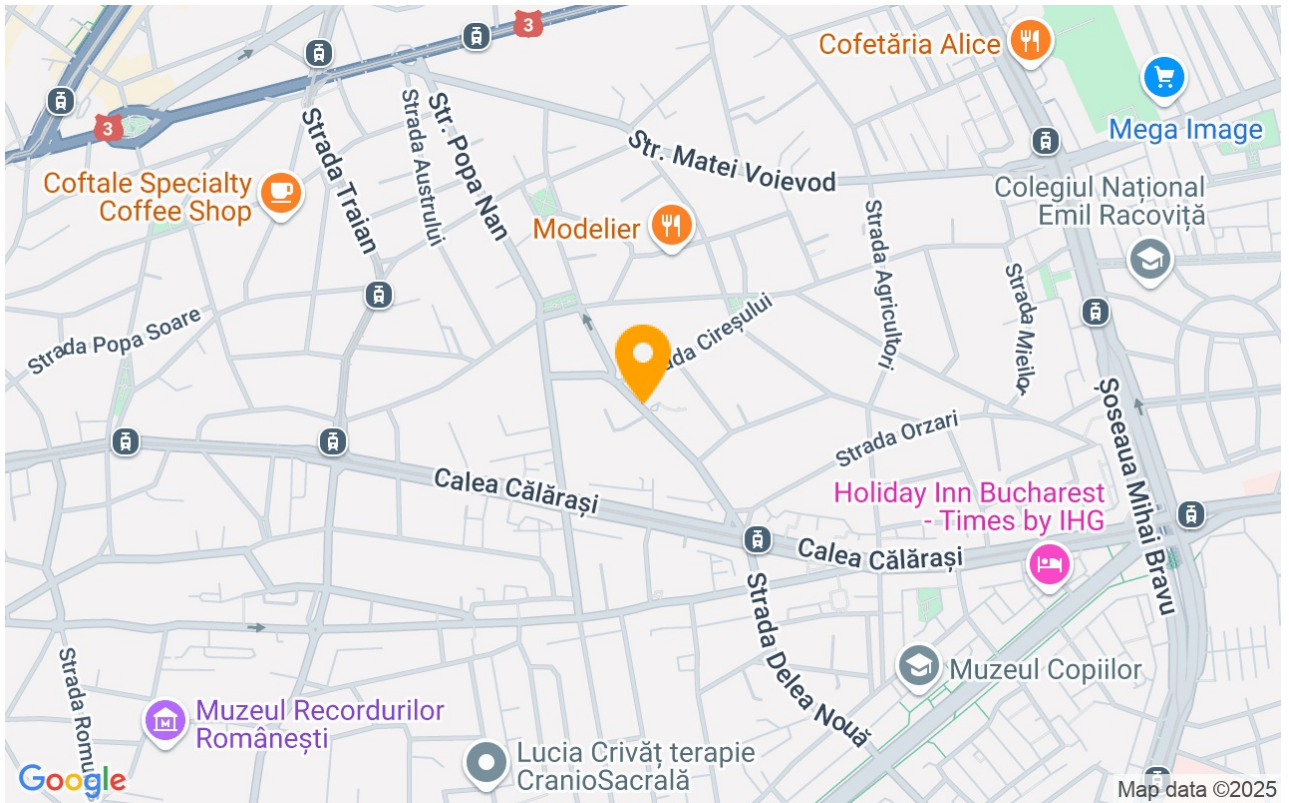 3
Cofetăria Alice
3
Mega Image
Strada Traian
Strada Austrului
Str. Popa Nan
Str. Matei Voievod
Coftale Specialty
Coffee Shop
Colegiul Național
Emil Racoviță
Modelier
Strada Agricultori
Strada Mieilor
Strada Popa Soare
ada Cireșului
Șoseaua Mihai Bravu
Strada Orzari
Calea Călărași
Holiday Inn Bucharest
- Times by IHG
Calea Călărași
Strada Delea Nouă
Strada Romu
Muzeul Copiilor
Muzeul Recordurilor
Românești
Lucia Crivăț terapie
CranioSacrală
Google
Map data ©2025